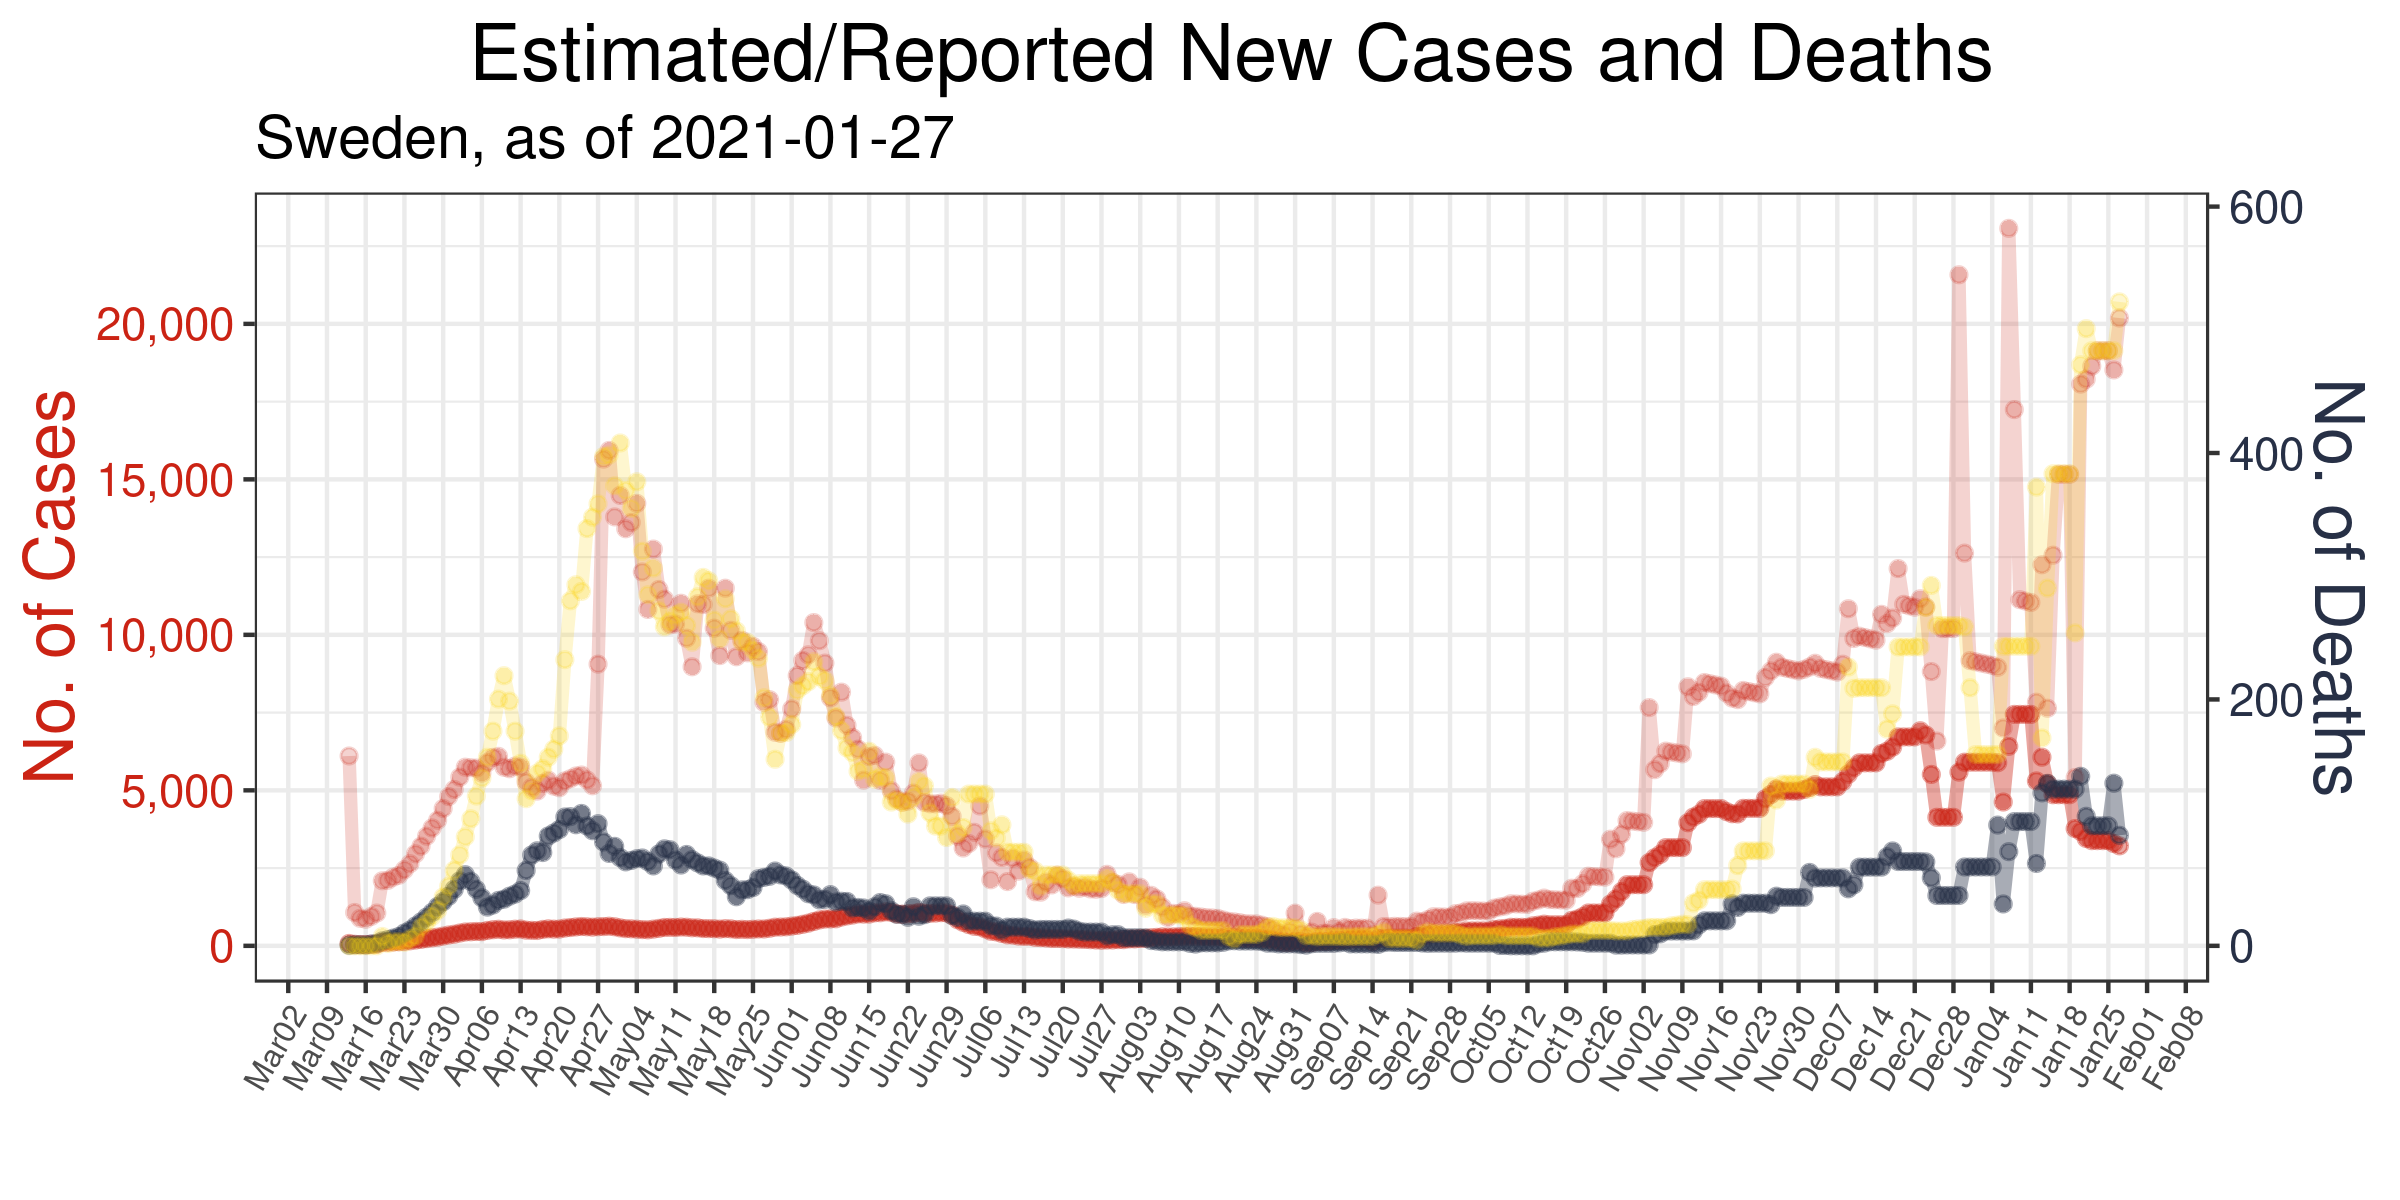 Estimated/Reported New Cases and Deaths
Sweden, as of 2021-01-27
No. of Cases
20,000
15,000
10,000
5,000
0
600
400
200
0
No. of Deaths
Mar02
Mar09
Mar16
Mar23
Mar30
Apr06
Apr13
Apr20
Apr27
May04
May11
May18
May25
Jun01
Jun08
Jun15
Jun22
Jun29
Jul06
Jul13
Jul20
Jul27
Aug03
Aug10
Aug17
Aug24
Aug31
Sep07
Sep14
Sep21
Sep28
Oct05
Oct12
Oct19
Oct26
Nov02
Nov09
Nov16
Nov23
Nov30
Dec07
Dec14
Dec21
Dec28
Jan04
Jan11
Jan18
Jan25
Feb01
Feb08